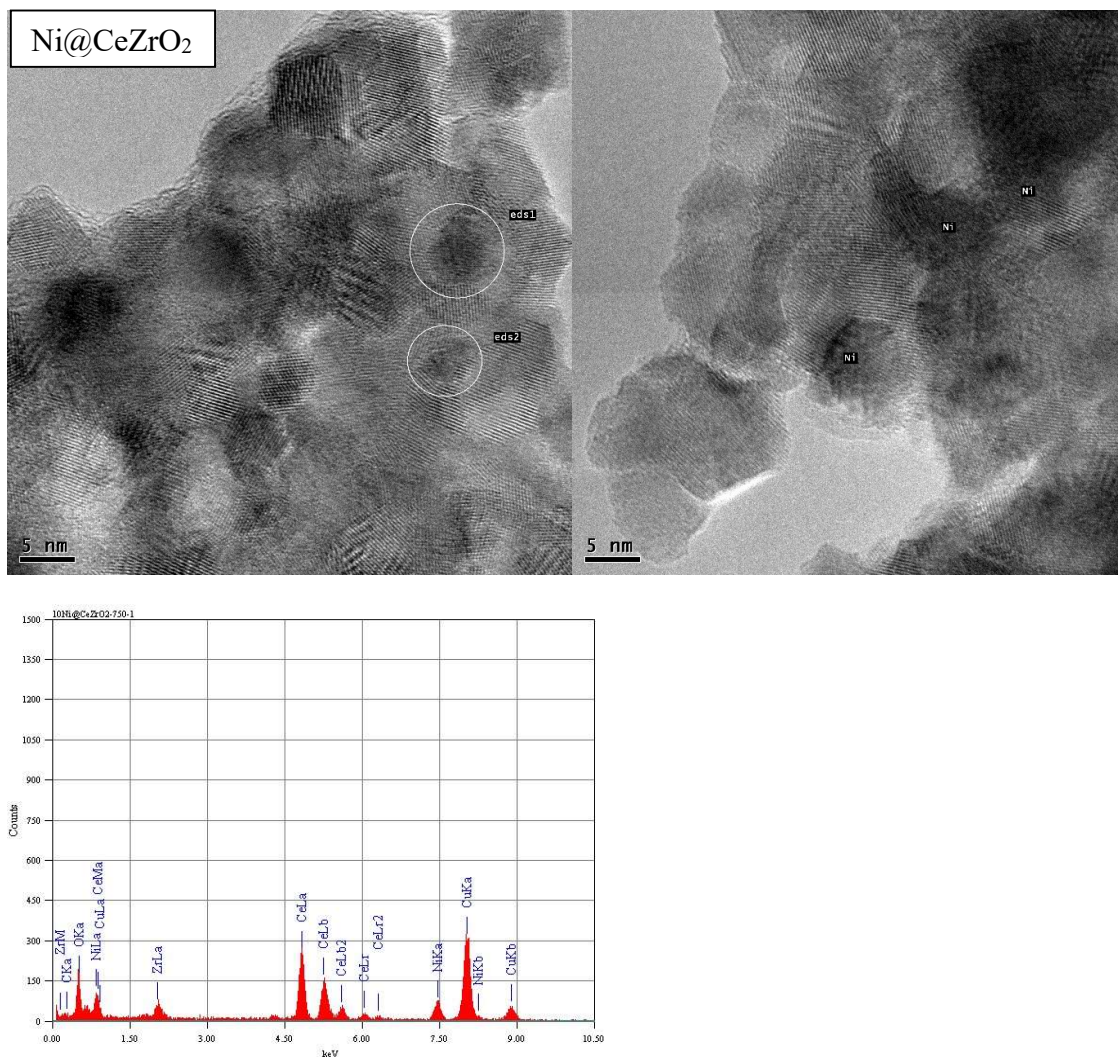 Ni@CeZrO₂
eds1
eds2
5 nm
Ni
Ni
Ni
5 nm
10Ni@CeZrO2-750-1
1500
1350
1200
1050
900
750
600
450
300
150
0
Counts
ZrM
CKa
OKa
NiLa
CuLa
CeMa
ZrLa
CeLa
CeLb
CeLb2
CeLr
CeLr2
NiKa
CuKa
NiKb
CuKb
0.00 1.50 3.00 4.50 6.00 7.50 9.00 10.50
keV